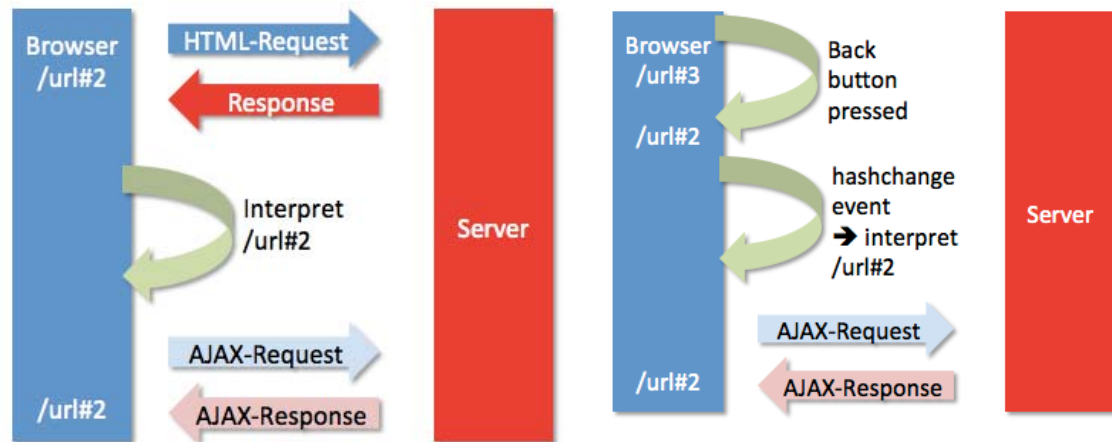 Browser
/url#2
HTML-Request
Response
Interpret
/url#2
Server
AJAX-Request
/url#2
AJAX-Response
Browser
/url#3
Back
button
pressed
/url#2
hashchange
event
➔ interpret
/url#2
Server
AJAX-Request
/url#2
AJAX-Response